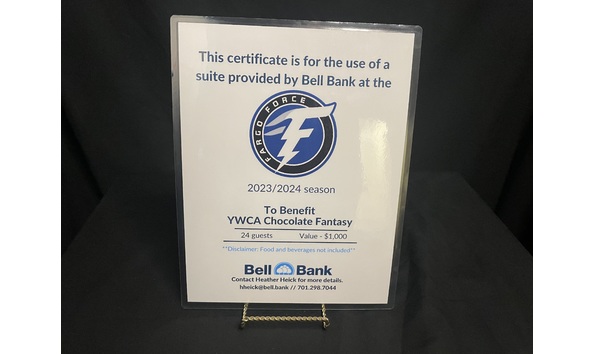 This certificate is for the use of a
suite provided by Bell Bank at the
FARGO FORCE
F
2023/2024 season
To Benefit
YWCA Chocolate Fantasy
24 guests Value - $1,000
**Disclaimer: Food and beverages not included**
Bell Bank
Contact Heather Heick for more details.
hheick@bell.bank // 701.298.7044